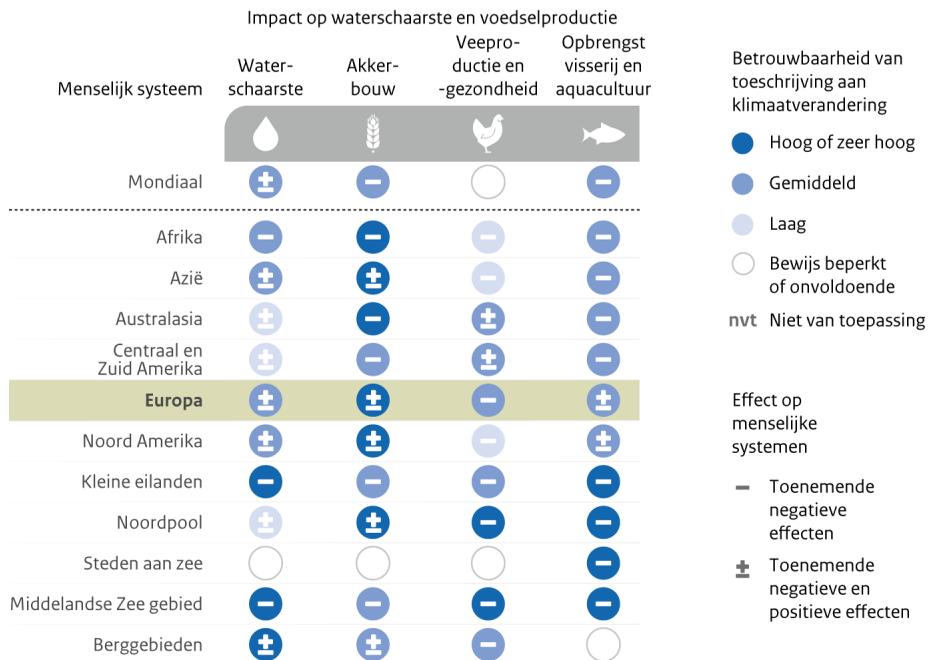 Impact op waterschaarste en voedselproductie
Menselijk systeem
Water-
schaarste
Akker-
bouw
Veepro-
ductie en
-gezondheid
Opbrengst
visserij en
aquacultuur
Mondiaal
Afrika
Azië
Australasia
Centraal en
Zuid Amerika
Europa
Noord Amerika
Kleine eilanden
Noordpool
Steden aan zee
Middelandse Zee gebied
Berggebieden
Betrouwbaarheid van
toeschrijving aan
klimaatverandering
Hoog of zeer hoog
Gemiddeld
Laag
Bewijs beperkt
of onvoldoende
nvt Niet van toepassing
Effect op
menselijke
systemen
Toenemende
negatieve
effecten
Toenemende
negatieve en
positieve effecten